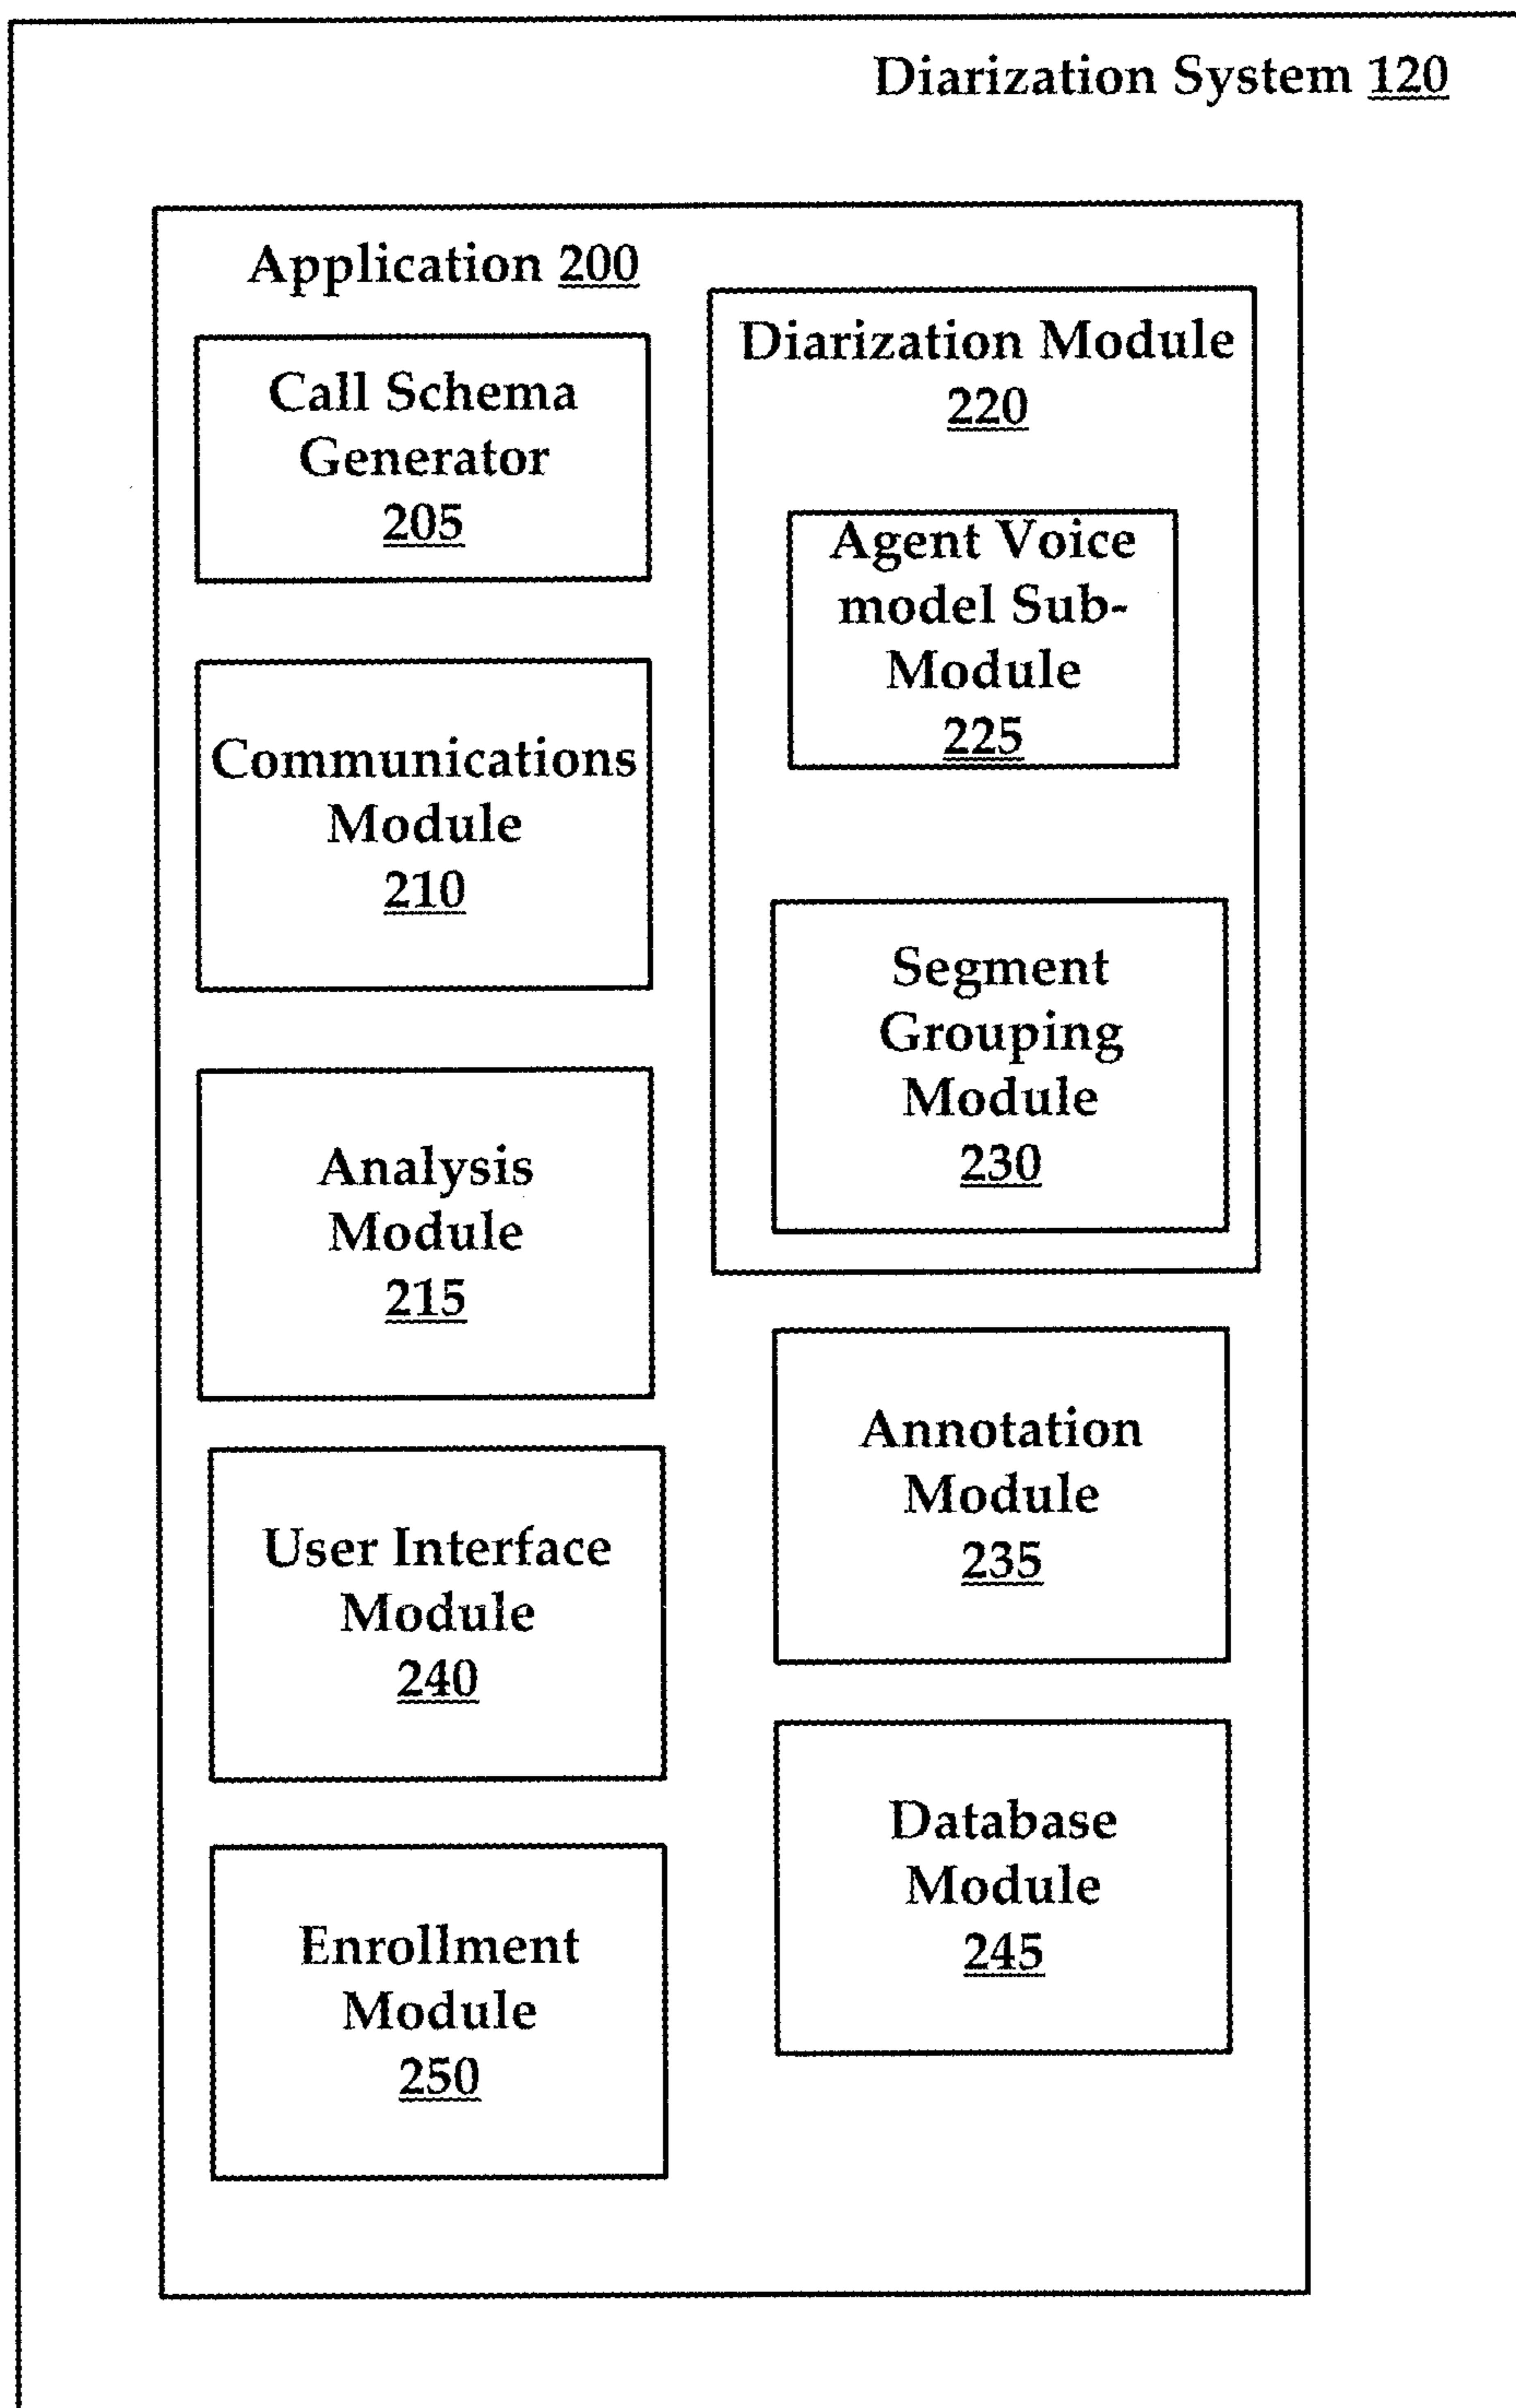 Diarization System 120
Application 200
Call Schema
Generator
205
Communications
Module
210
Analysis
Module
215
User Interface
Module
240
Enrollment
Module
250
Diarization Module
220
Agent Voice
model Sub-
Module
225
Segment
Grouping
Module
230
Annotation
Module
235
Database
Module
245